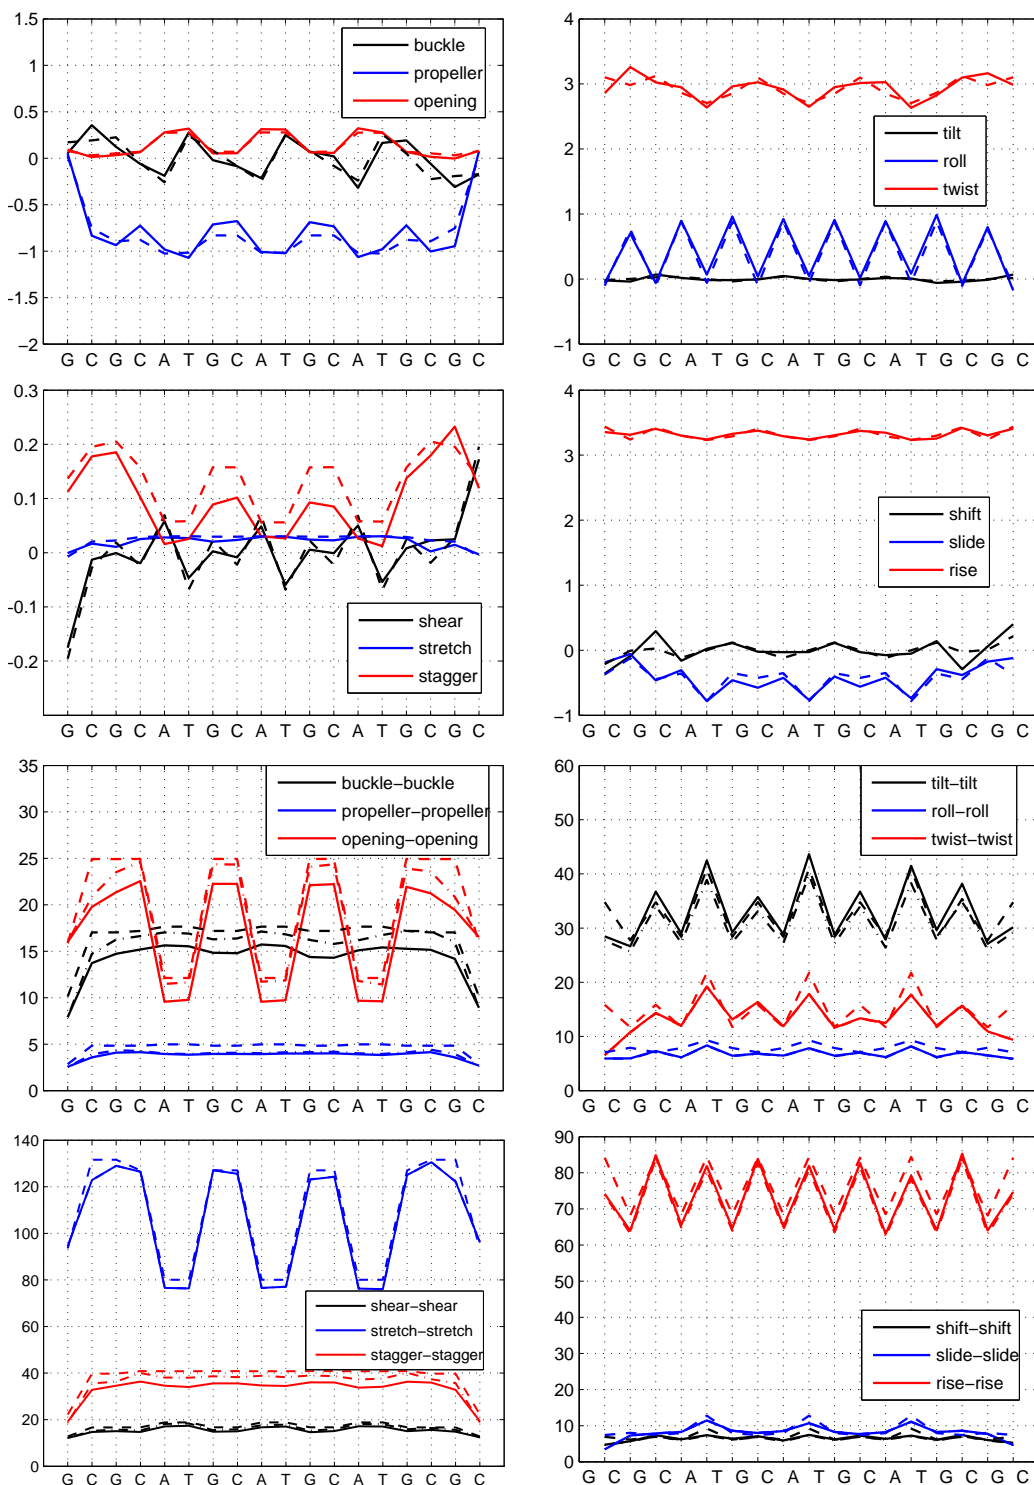 1.5
1
0.5
0
−0.5
−1
−1.5
−2
buckle
propeller
opening
G C G C A T G C A T G C A T G C G C
4
3
2
1
0
−1
tilt
roll
twist
G C G C A T G C A T G C A T G C G C
0.3
0.2
0.1
0
-0.1
-0.2
shear
stretch
stagger
G C G C A T G C A T G C A T G C G C
4
3
2
1
0
−1
shift
slide
rise
G C G C A T G C A T G C A T G C G C
35
30
25
20
15
10
5
0
buckle−buckle
propeller−propeller
opening−opening
G C G C A T G C A T G C A T G C G C
60
50
40
30
20
10
0
tilt−tilt
roll−roll
twist−twist
G C G C A T G C A T G C A T G C G C
140
120
100
80
60
40
20
0
shear−shear
stretch−stretch
stagger−stagger
G C G C A T G C A T G C A T G C G C
90
80
70
60
50
40
30
20
10
0
shift−shift
slide−slide
rise−rise
G C G C A T G C A T G C A T G C G C